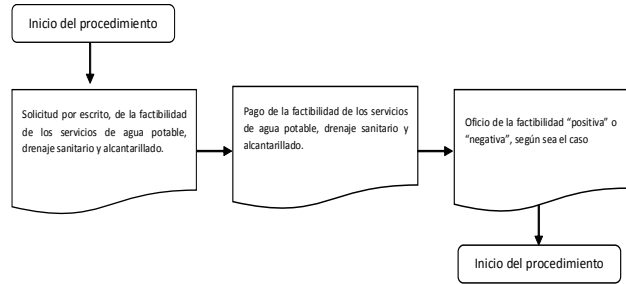 Inicio del procedimiento
Solicitud por escrito, de la factibilidad
de los servicios de agua potable,
drenaje sanitario y alcantarillado.
Pago de la factibilidad de los servicios
de agua potable, drenaje sanitario y
alcantarillado.
Oficio de la factibilidad “positiva” o
“negativa”, según sea el caso
Inicio del procedimiento